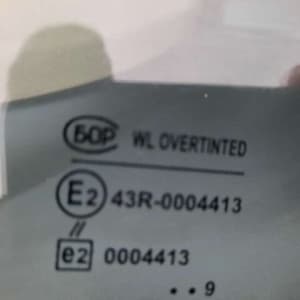 БОР WL OVERTINTED
E2 43R-0004413
//
e2 0004413
• • 9